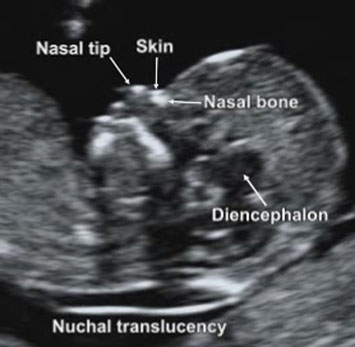 Nasal tip
Skin
Nasal bone
Diencephalon
Nuchal translucency